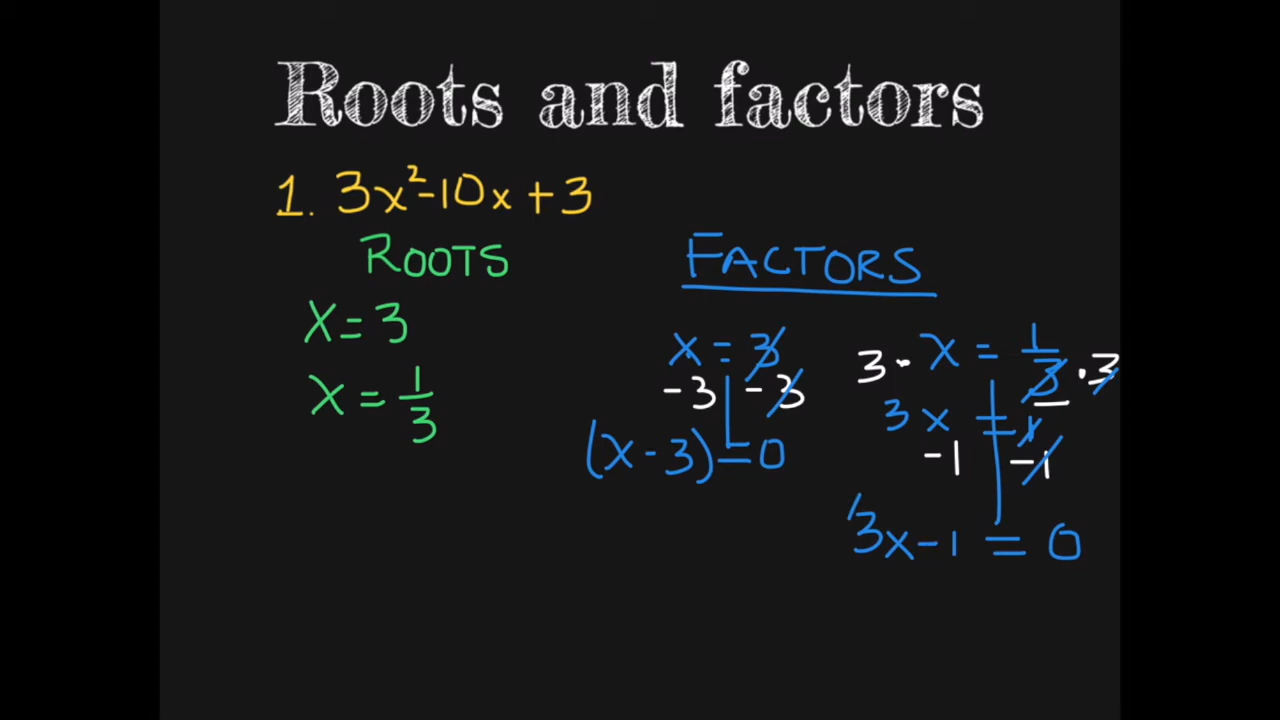 Roots and factors
1. 3x²-10x+3
ROOTS
X=3
X=1/3
FACTORS
x=3
-3 -3
(x-3)=0
3·x=1/3·3
3x=1
-1 -1
3x-1=0